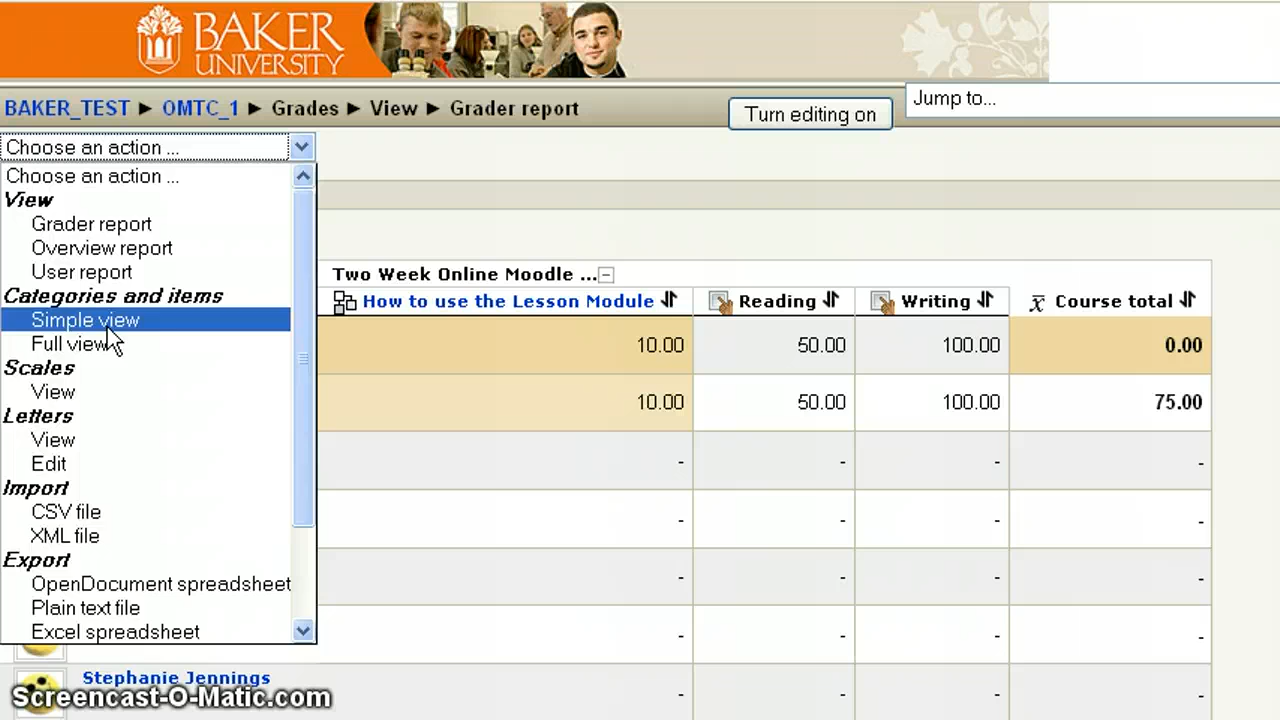 BAKER
UNIVERSITY
BAKER_TEST ► OMTC_1 ► Grades ► View ► Grader report
Turn editing on
Jump to...
Choose an action ...
Choose an action ...
View
Grader report
Overview report
User report
Categories and items
Simple view
Full view
Scales
View
Letters
View
Edit
Import
CSV file
XML file
Export
OpenDocument spreadsheet
Plain text file
Excel spreadsheet
Two Week Online Moodle ...
How to use the Lesson Module Reading Writing x̅ Course total
10.00 50.00 100.00 0.00
10.00 50.00 100.00 75.00
- - - -
- - - -
- - - -
- - - -
Stephanie Jennings
- - - -
Screencast-O-Matic.com